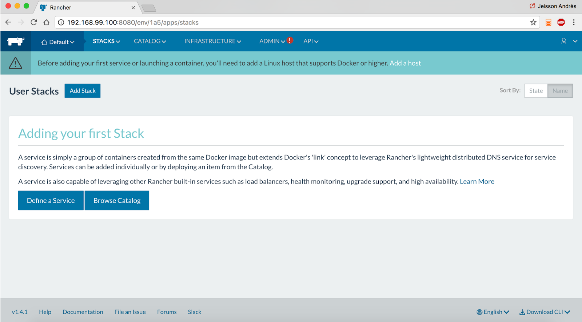 Rancher
Jeisson Andrés
192.168.99.100:8080/env/1a5/apps/stacks
Default
STACKS
CATALOG
INFRASTRUCTURE
ADMIN
API
Before adding your first service or launching a container, you'll need to add a Linux host that supports Docker or higher. Add a host
User Stacks
Add Stack
Sort By:
State
Name
Adding your first Stack
A service is simply a group of containers created from the same Docker image but extends Docker's 'link' concept to leverage Rancher's lightweight distributed DNS service for service
discovery. Services can be added individually or by deploying an item from the Catalog.
A service is also capable of leveraging other Rancher built-in services such as load balancers, health monitoring, upgrade support, and high availability. Learn More
Define a Service
Browse Catalog
v1.4.1
Help
Documentation
File an Issue
Forums
Slack
English
Download CLI